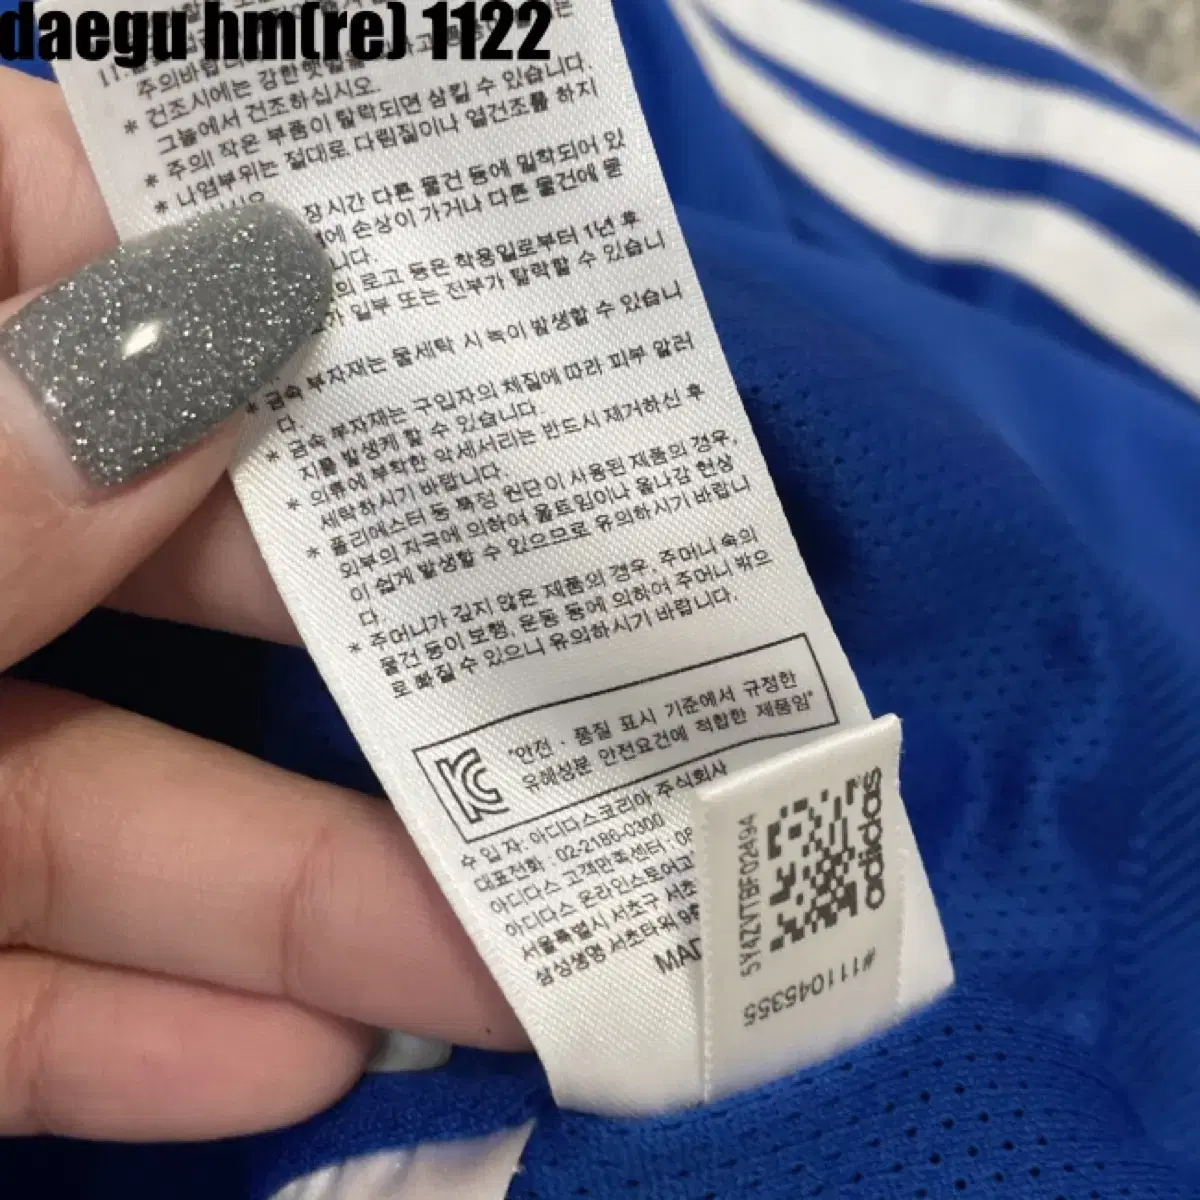 daegu hm(re) 1122
주의바랍니다
* 건조시에는 강한햇빛을
그늘에서 건조하십시오.
* 주의! 작은 부품이 탈락되면 삼킬 수 있습니다.
* 나염부위는 절대로 다림질이나 열건조를 하지
장시간 다른 물건 등에 밀착되어 있
에 손상이 가거나 다른 물건에 묻
니다.
의 로고 등은 착용일로부터 1년 후
가 일부 또는 전부가 탈락할 수 있습니
* 금속 부자재는 물세탁 시 녹이 발생할 수 있습니
다.
* 금속 부자재는 구입자의 체질에 따라 피부 알러
지를 발생케 할 수 있습니다.
* 의류에 부착한 악세서리는 반드시 제거하신 후
세탁하시기 바랍니다.
* 폴리에스터 등 특정 원단이 사용된 제품의 경우,
외부의 자극에 의하여 올트임이나 올나감 현상
이 쉽게 발생할 수 있으므로 유의하시기 바랍니
다.
* 주머니가 깊지 않은 제품의 경우, 주머니 속의
물건 등이 보행, 운동 등에 의하여 주머니 밖으
로 빠질 수 있으니 유의하시기 바랍니다.
"안전 · 품질 표시 기준에서 규정한
유해성분 안전요건에 적합한 제품임"
수 입 자: 아디다스코리아 주식회사
대표전화 : 02-2186-0300
아디다스 고객만족센터 : 08
아디다스 온라인스토어고
서울특별시 서초구 서초
삼성생명 서초타워 9층
MAD
adidas
5Y4ZVTBF02494
#1111045355